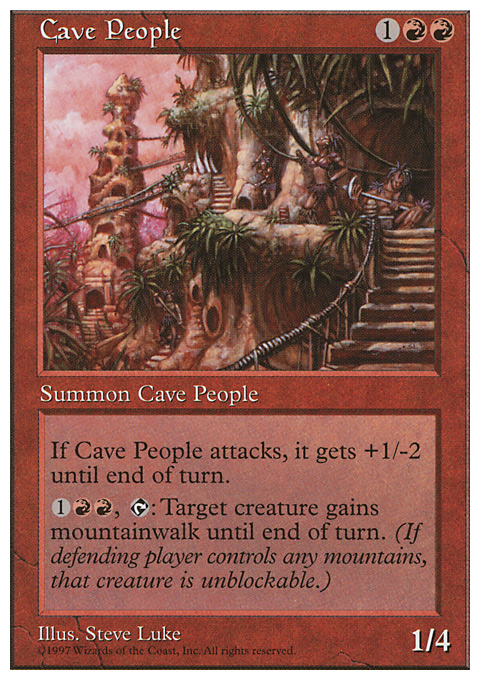 Cave People 1
Summon Cave People
If Cave People attacks, it gets +1/-2
until end of turn.
1, : Target creature gains
mountainwalk until end of turn. (If
defending player controls any mountains,
that creature is unblockable.)
Illus. Steve Luke
©1997 Wizards of the Coast, Inc. All rights reserved.
1/4